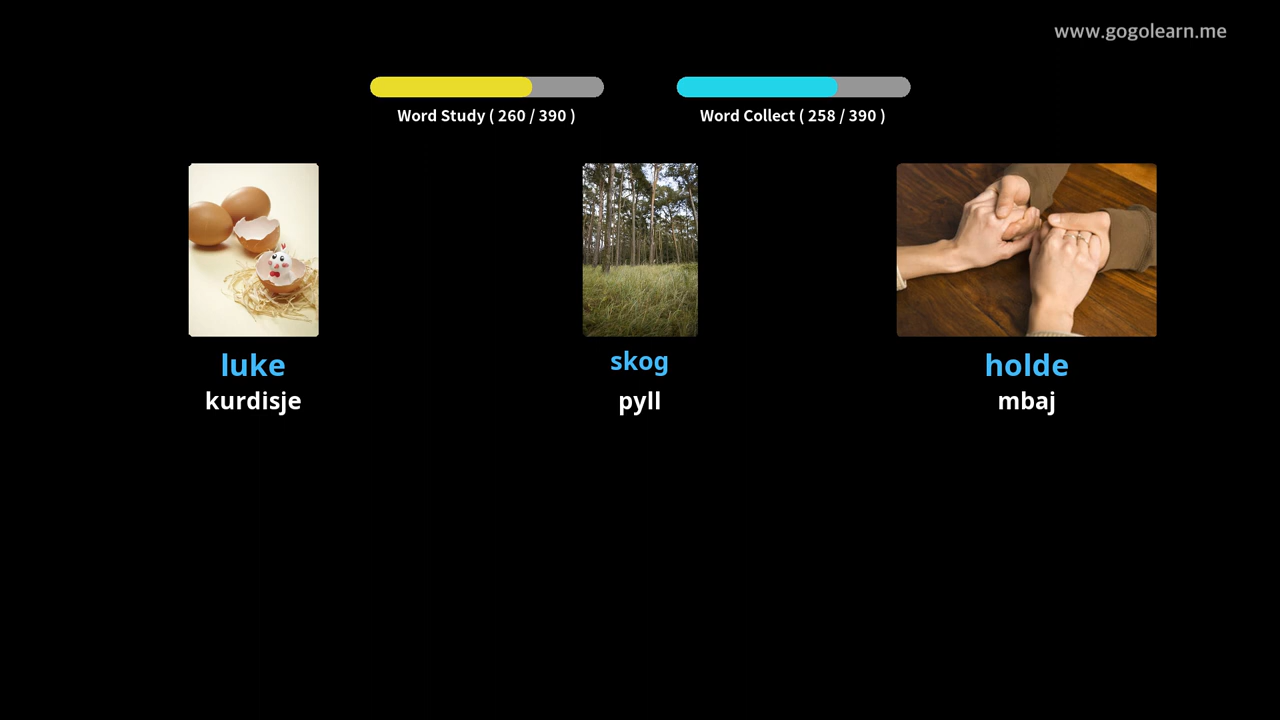 www.gogolearn.me
Word Study ( 260 / 390 )
Word Collect ( 258 / 390 )
luke
kurdisje
skog
pyll
holde
mbaj